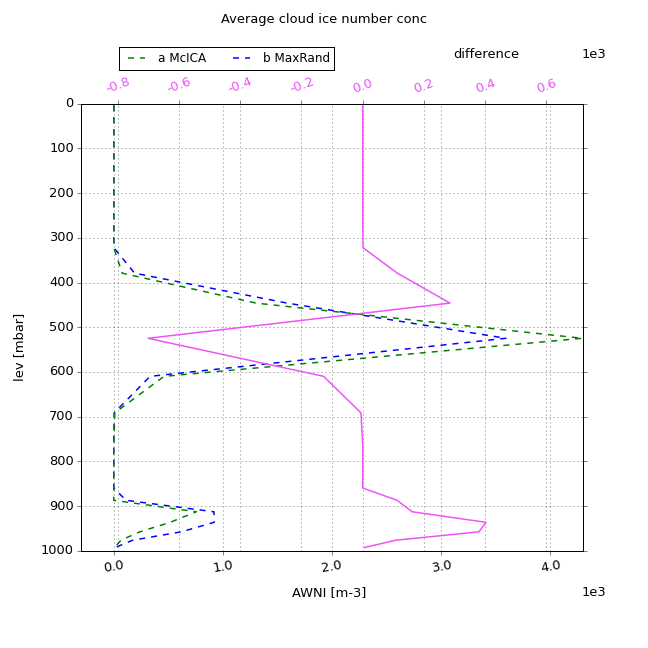 Average cloud ice number conc
a McICA b MaxRand difference 1e3
-0.8 -0.6 -0.4 -0.2 0.0 0.2 0.4 0.6
0
100
200
300
400
500
600
700
800
900
1000
lev [mbar]
0.0 1.0 2.0 3.0 4.0
AWNI [m-3] 1e3